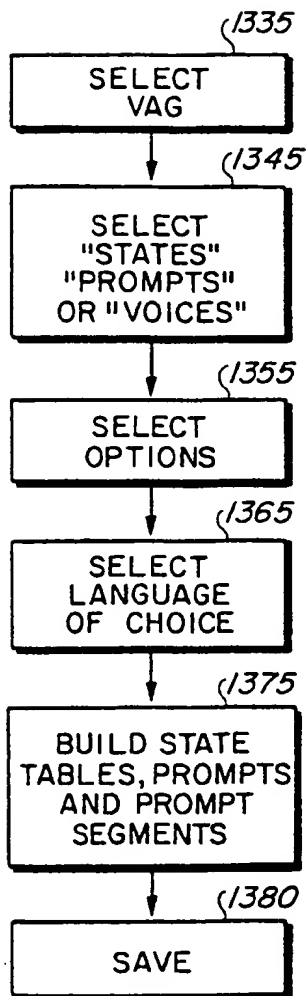 1335
SELECT
VAG
1345
SELECT
"STATES"
"PROMPTS"
OR "VOICES"
1355
SELECT
OPTIONS
1365
SELECT
LANGUAGE
OF CHOICE
1375
BUILD STATE
TABLES, PROMPTS
AND PROMPT
SEGMENTS
1380
SAVE